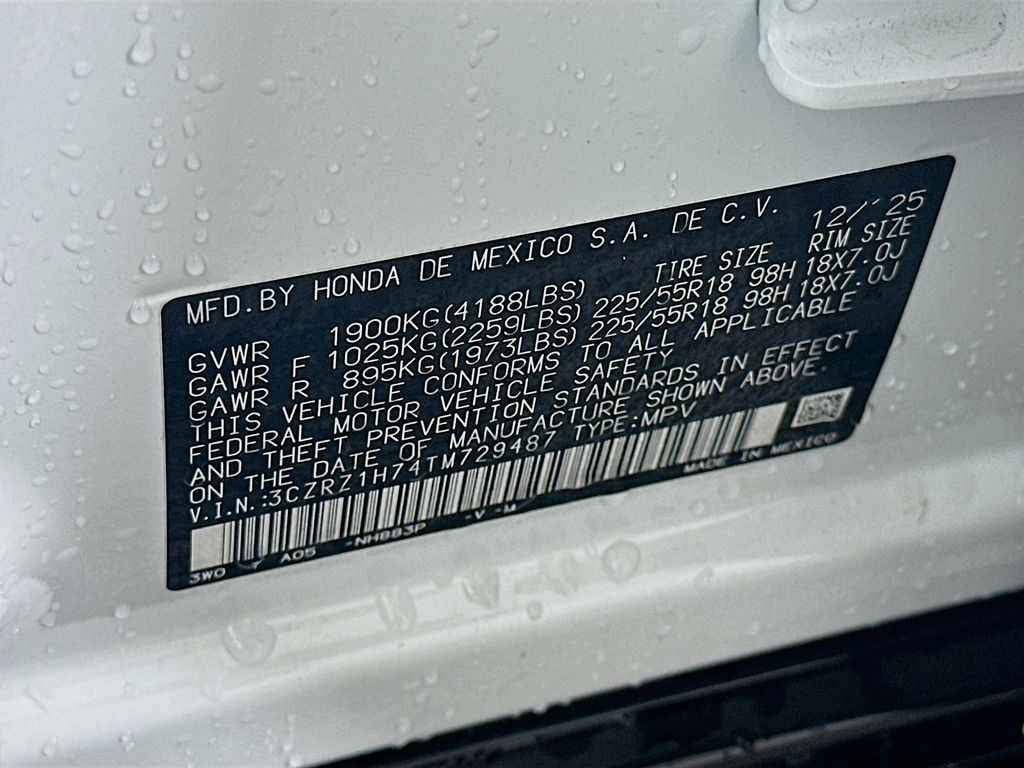 MFD. BY HONDA DE MEXICO S.A. DE C.V. 12/'25
TIRE SIZE RIM SIZE
GVWR 1900KG(4188LBS)
GAWR F 1025KG(2259LBS) 225/55R18 98H 18X7.0J
GAWR R 895KG(1973LBS) 225/55R18 98H 18X7.0J
THIS VEHICLE CONFORMS TO ALL APPLICABLE
FEDERAL MOTOR VEHICLE SAFETY
AND THEFT PREVENTION STANDARDS IN EFFECT
ON THE DATE OF MANUFACTURE SHOWN ABOVE.
V.I.N.:3CZRZ1H74TM729487 TYPE:MPV
3W0 A05 -NH883P -V -M MADE IN MEXICO